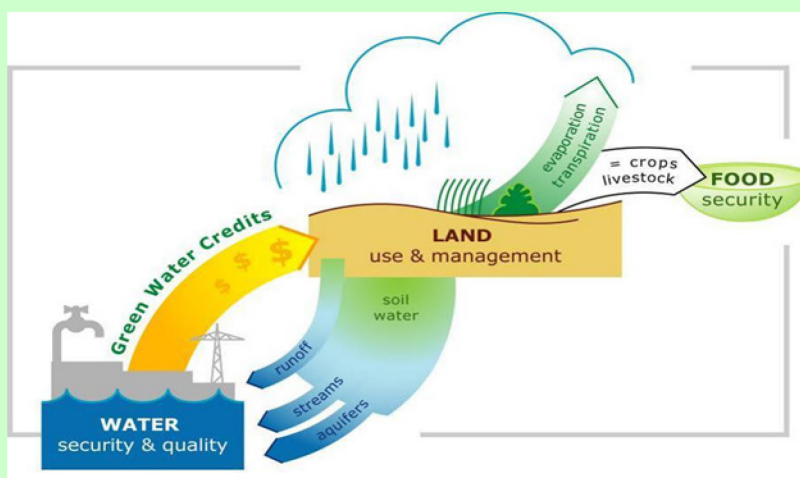 evaporation
transpiration
= crops
livestock
FOOD
security
Green Water Credits
$ $ $
LAND
use & management
soil
water
runoff
streams
aquifers
WATER
security & quality